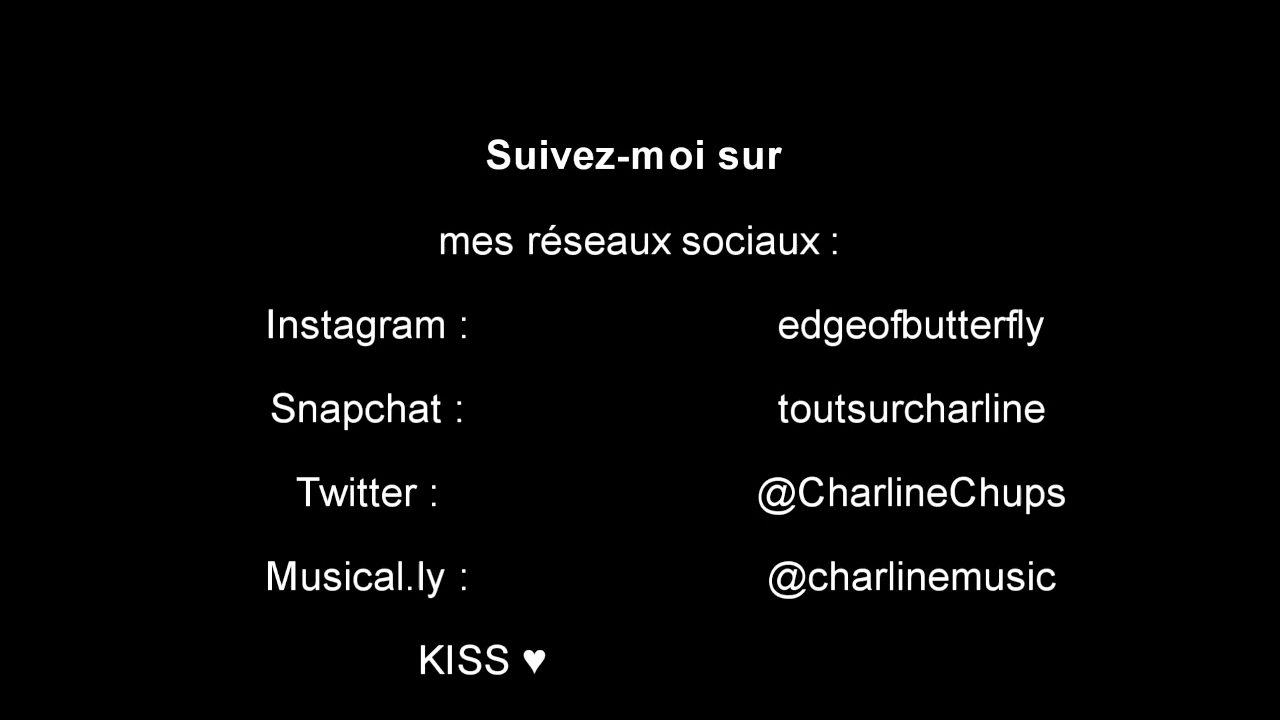 Suivez-moi sur
mes réseaux sociaux :
Instagram : edgeofbutterfly
Snapchat : toutsurcharline
Twitter : @CharlineChups
Musical.ly : @charlinemusic
KISS ♥